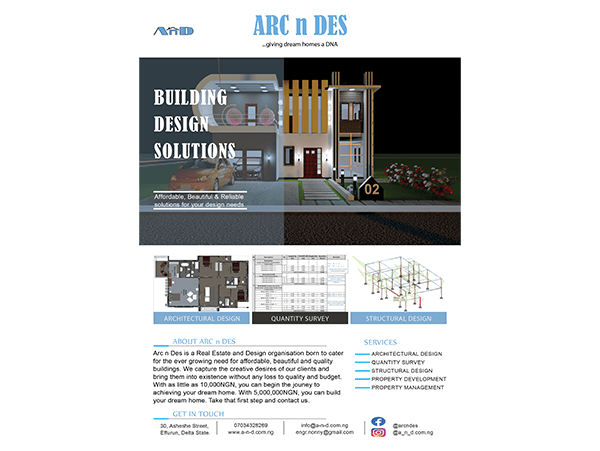 AnD
ARC n DES
...giving dream homes a DNA
BUILDING
DESIGN
SOLUTIONS
Affordable, Beautiful & Reliable
solutions for your design needs
02
ARCHITECTURAL DESIGN
QUANTITY SURVEY
STRUCTURAL DESIGN
ABOUT ARC n DES
Arc n Des is a Real Estate and Design organisation born to cater
for the ever growing need for affordable, beautiful and quality
buildings. We capture the creative desires of our clients and
bring them into existence without any loss to quality and budget.
With as little as 10,000NGN, you can begin the jouney to
achieving your dream home. With 5,000,000NGN, you can build
your dream home. Take that first step and contact us.
SERVICES
ARCHITECTURAL DESIGN
QUANTITY SURVEY
STRUCTURAL DESIGN
PROPERTY DEVELOPMENT
PROPERTY MANAGEMENT
GET IN TOUCH
30, Asheshe Street,
Effurun, Delta State.
07034328269
www.a-n-d.com.ng
info@a-n-d.com.ng
engr.nonny@gmail.com
@arcndes
@a_n_d.com.ng